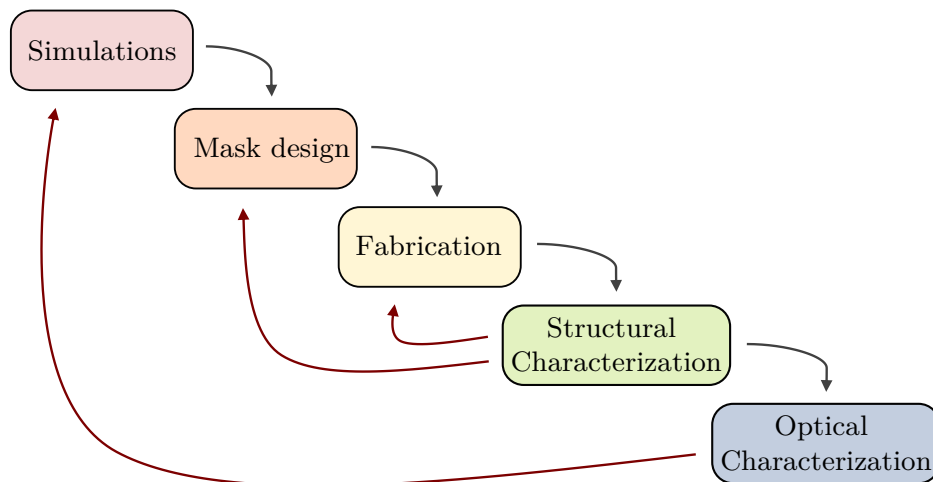 Simulations
Mask design
Fabrication
Structural
Characterization
Optical
Characterization